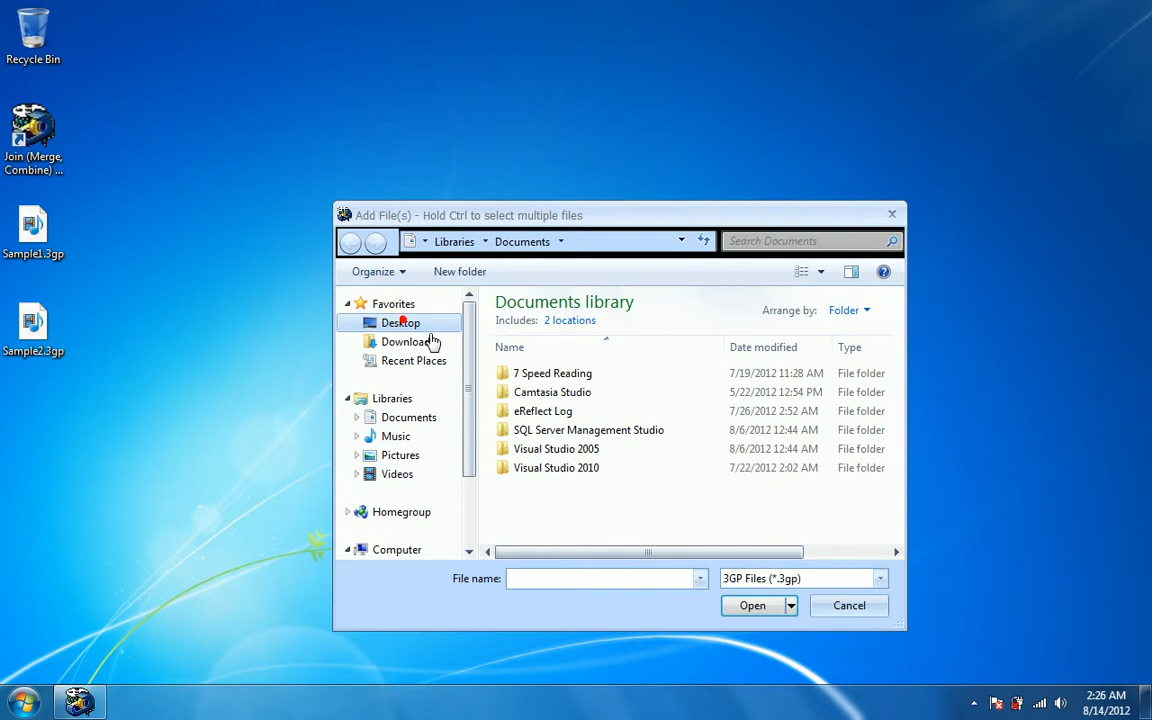 Recycle Bin
Join (Merge,
Combine) ...
Sample1.3gp
Sample2.3gp
Add File(s) - Hold Ctrl to select multiple files
Libraries Documents
Search Documents
Organize New folder
Favorites
Desktop
Downloa
Recent Places
Libraries
Documents
Music
Pictures
Videos
Homegroup
Computer
Documents library
Includes: 2 locations
Arrange by: Folder
Name Date modified Type
7 Speed Reading 7/19/2012 11:28 AM File folder
Camtasia Studio 5/22/2012 12:54 PM File folder
eReflect Log 7/26/2012 2:52 AM File folder
SQL Server Management Studio 8/6/2012 12:44 AM File folder
Visual Studio 2005 8/6/2012 12:44 AM File folder
Visual Studio 2010 7/22/2012 2:02 AM File folder
File name: 3GP Files (*.3gp)
Open Cancel
2:26 AM
8/14/2012